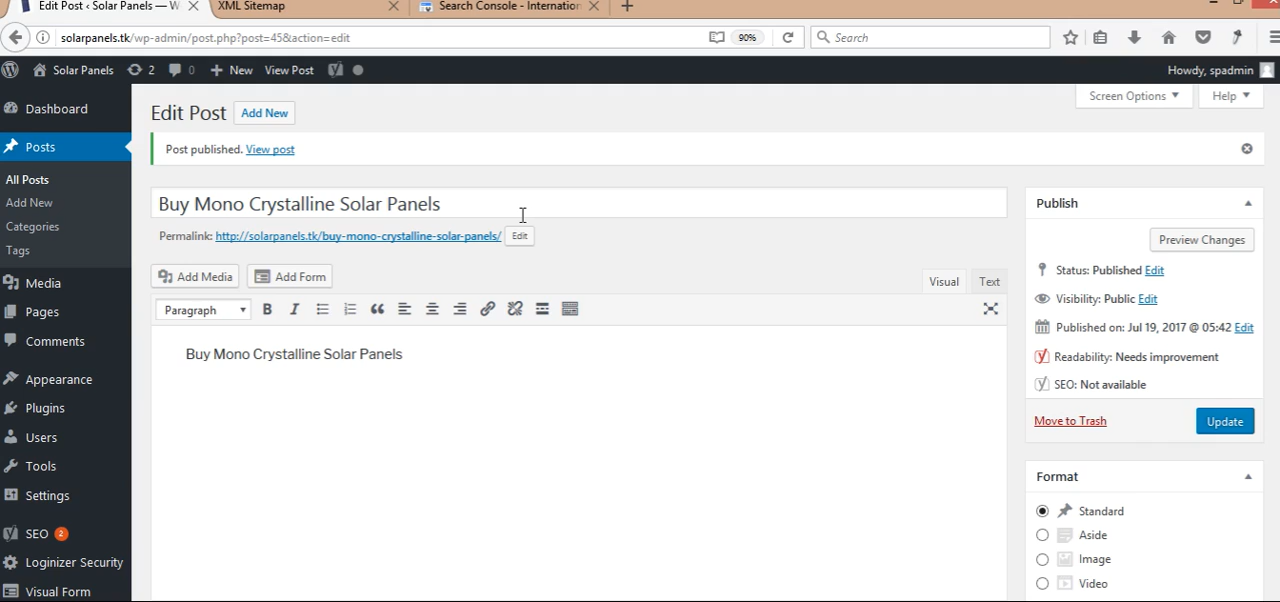 Edit Post ‹ Solar Panels — W
XML Sitemap
Search Console - Internation
solarpanels.tk/wp-admin/post.php?post=45&action=edit
90%
Search
Solar Panels
2
0
New
View Post
Howdy, spadmin
Dashboard
Posts
All Posts
Add New
Categories
Tags
Media
Pages
Comments
Appearance
Plugins
Users
Tools
Settings
SEO 2
Loginizer Security
Visual Form
Screen Options
Help
Edit Post
Add New
Post published. View post
Buy Mono Crystalline Solar Panels
Permalink: http://solarpanels.tk/buy-mono-crystalline-solar-panels/ Edit
Add Media
Add Form
Visual
Text
Paragraph
B
I
Buy Mono Crystalline Solar Panels
Publish
Preview Changes
Status: Published Edit
Visibility: Public Edit
Published on: Jul 19, 2017 @ 05:42 Edit
Readability: Needs improvement
SEO: Not available
Move to Trash
Update
Format
Standard
Aside
Image
Video